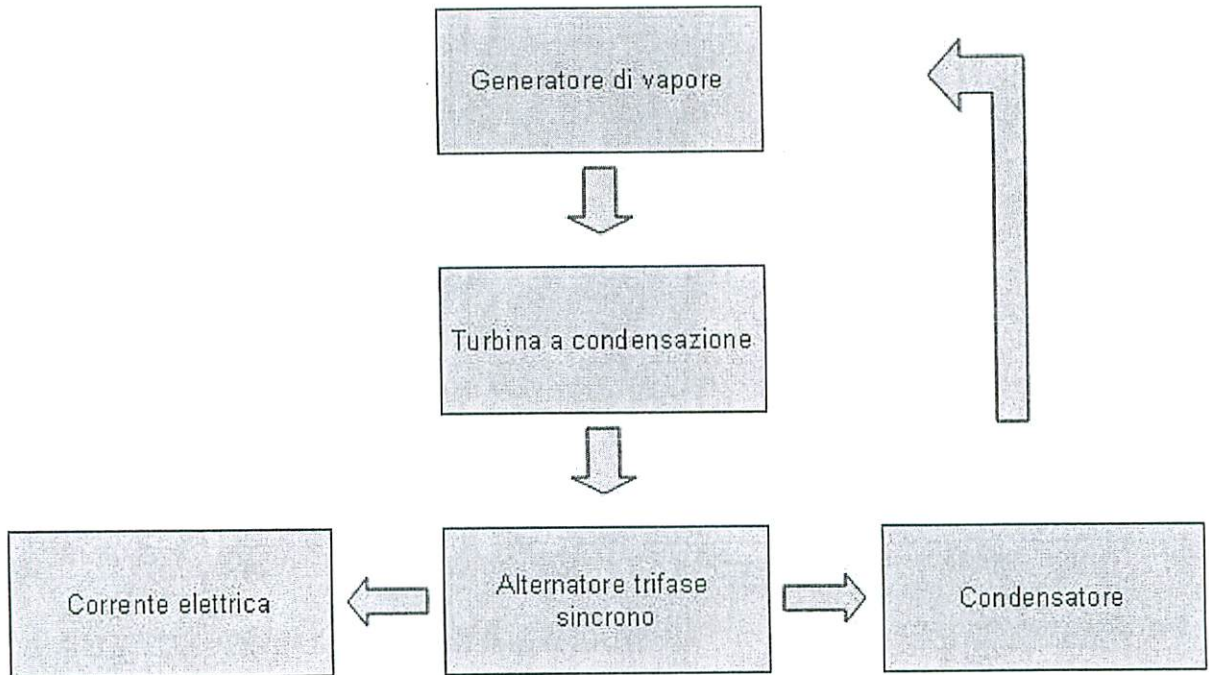 Generatore di vapore
Turbina a condensazione
Corrente elettrica
Alternatore trifase
sincrono
Condensatore